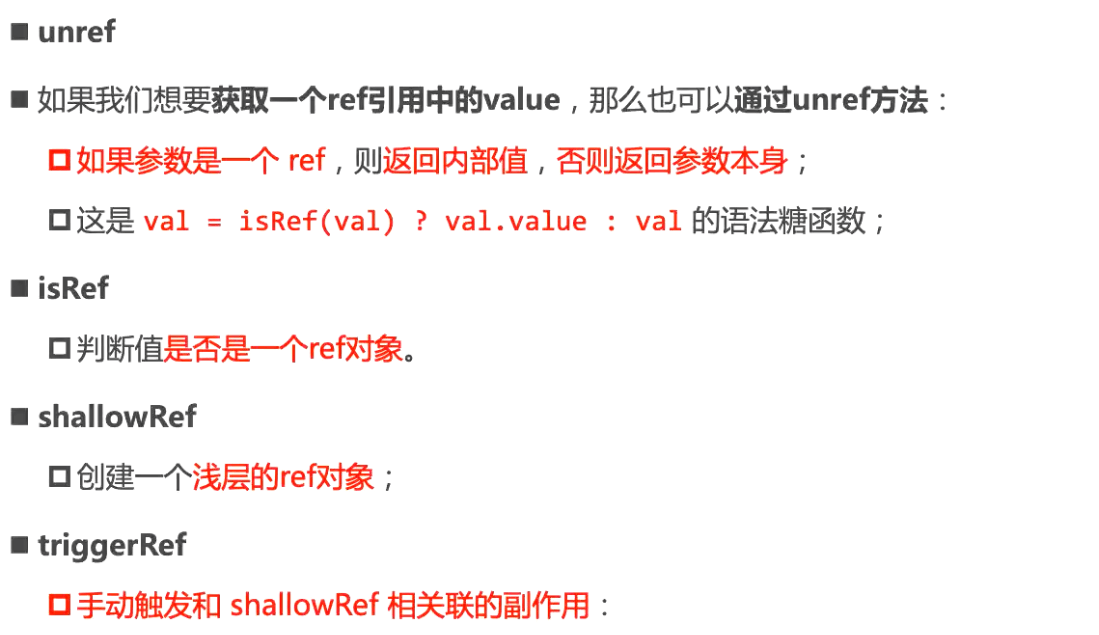 ■ unref
■ 如果我们想要获取一个ref引用中的value，那么也可以通过unref方法：
□ 如果参数是一个 ref，则返回内部值，否则返回参数本身；
□ 这是 val = isRef(val) ? val.value : val 的语法糖函数；
■ isRef
□ 判断值是否是一个ref对象。
■ shallowRef
□ 创建一个浅层的ref对象；
■ triggerRef
□ 手动触发和 shallowRef 相关联的副作用：